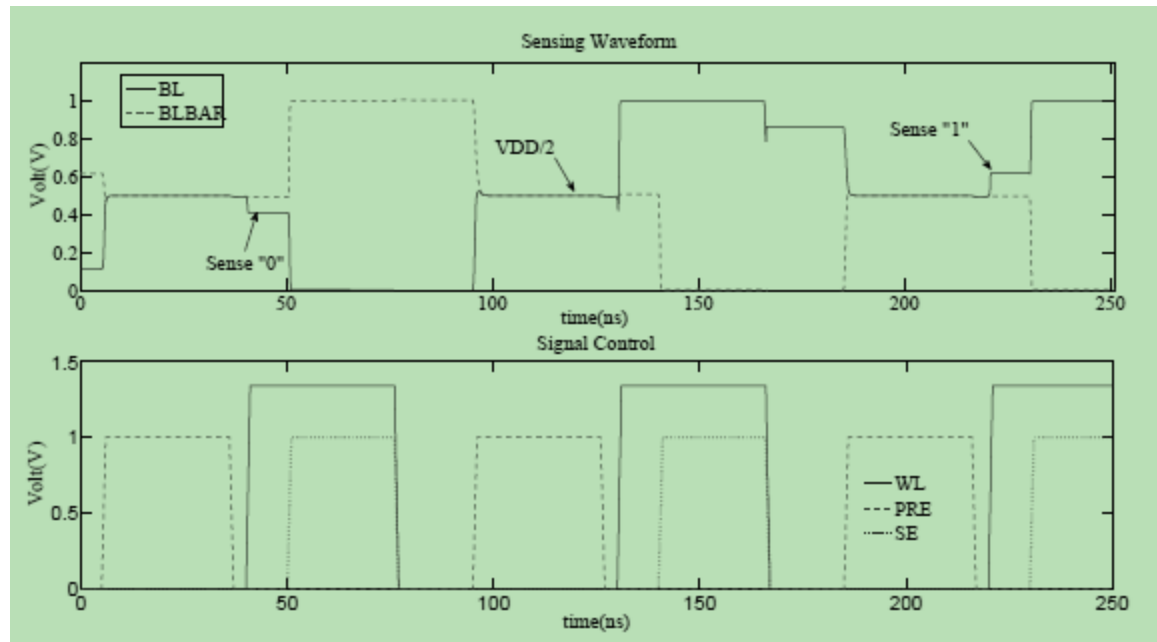 Sensing Waveform
BL
BLBAR
VDD/2
Sense "1"
Sense "0"
Volt(V)
1
0.8
0.6
0.4
0.2
0
0 50 100 150 200 250
time(ns)
Signal Control
Volt(V)
1.5
1
0.5
0
WL
PRE
SE
0 50 100 150 200 250
time(ns)